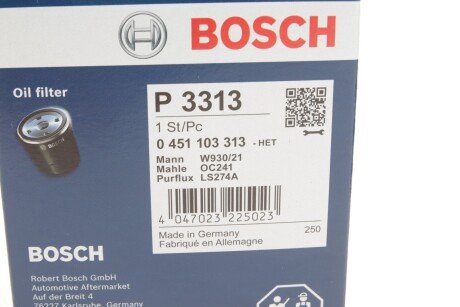 BOSCH
Oil filter
P 3313
1 St/Pc
0 451 103 313 - HET
Mann W930/21
Mahle OC241
Purflux LS274A
4 047023 225023
Made in Germany 250
Fabriqué en Allemagne
BOSCH
Robert Bosch GmbH
Automotive Aftermarket
Auf der Breit 4
76227 Karlsruhe, Germany